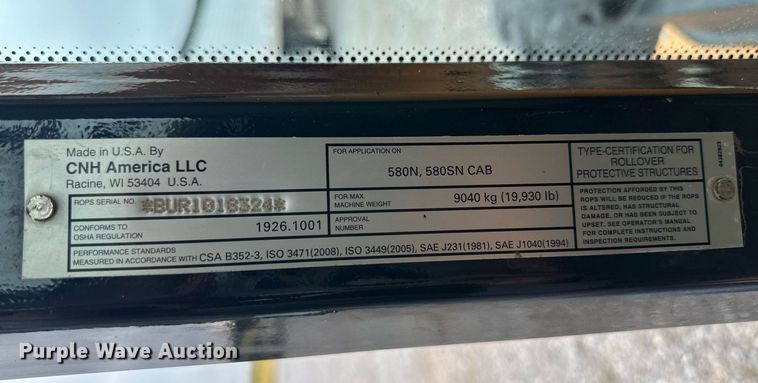 Made in U.S.A. By
CNH America LLC
Racine, WI 53404 U.S.A.
ROPS SERIAL NO. *BUR1018324*
CONFORMS TO
OSHA REGULATION 1926.1001
FOR APPLICATION ON
580N, 580SN CAB
FOR MAX.
MACHINE WEIGHT 9040 kg (19,930 lb)
APPROVAL
NUMBER
PERFORMANCE STANDARDS
MEASURED IN ACCORDANCE WITH CSA B352-3, ISO 3471(2008), ISO 3449(2005), SAE J231(1981), SAE J1040(1994)
TYPE-CERTIFICATION FOR
ROLLOVER
PROTECTIVE STRUCTURES
PROTECTION AFFORDED BY THIS
ROPS WILL BE REDUCED IF THE ROPS
IS ALTERED, HAS STRUCTURAL
DAMAGE, OR HAS BEEN SUBJECT TO
UPSET. SEE OPERATOR'S MANUAL
FOR COMPLETE INSTRUCTIONS AND
INSPECTION REQUIREMENTS.
Purple Wave Auction